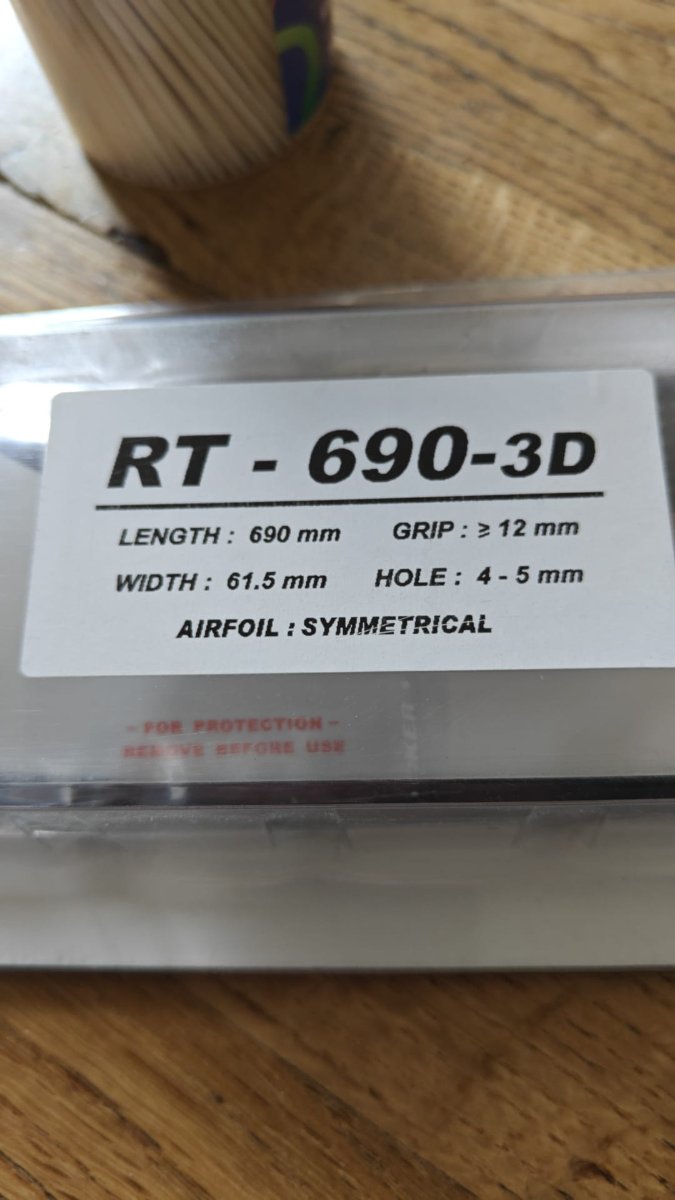 RT - 690-3D
LENGTH : 690 mm GRIP : ≥ 12 mm
WIDTH : 61.5 mm HOLE : 4 - 5 mm
AIRFOIL : SYMMETRICAL
- FOR PROTECTION -
REMOVE BEFORE USE